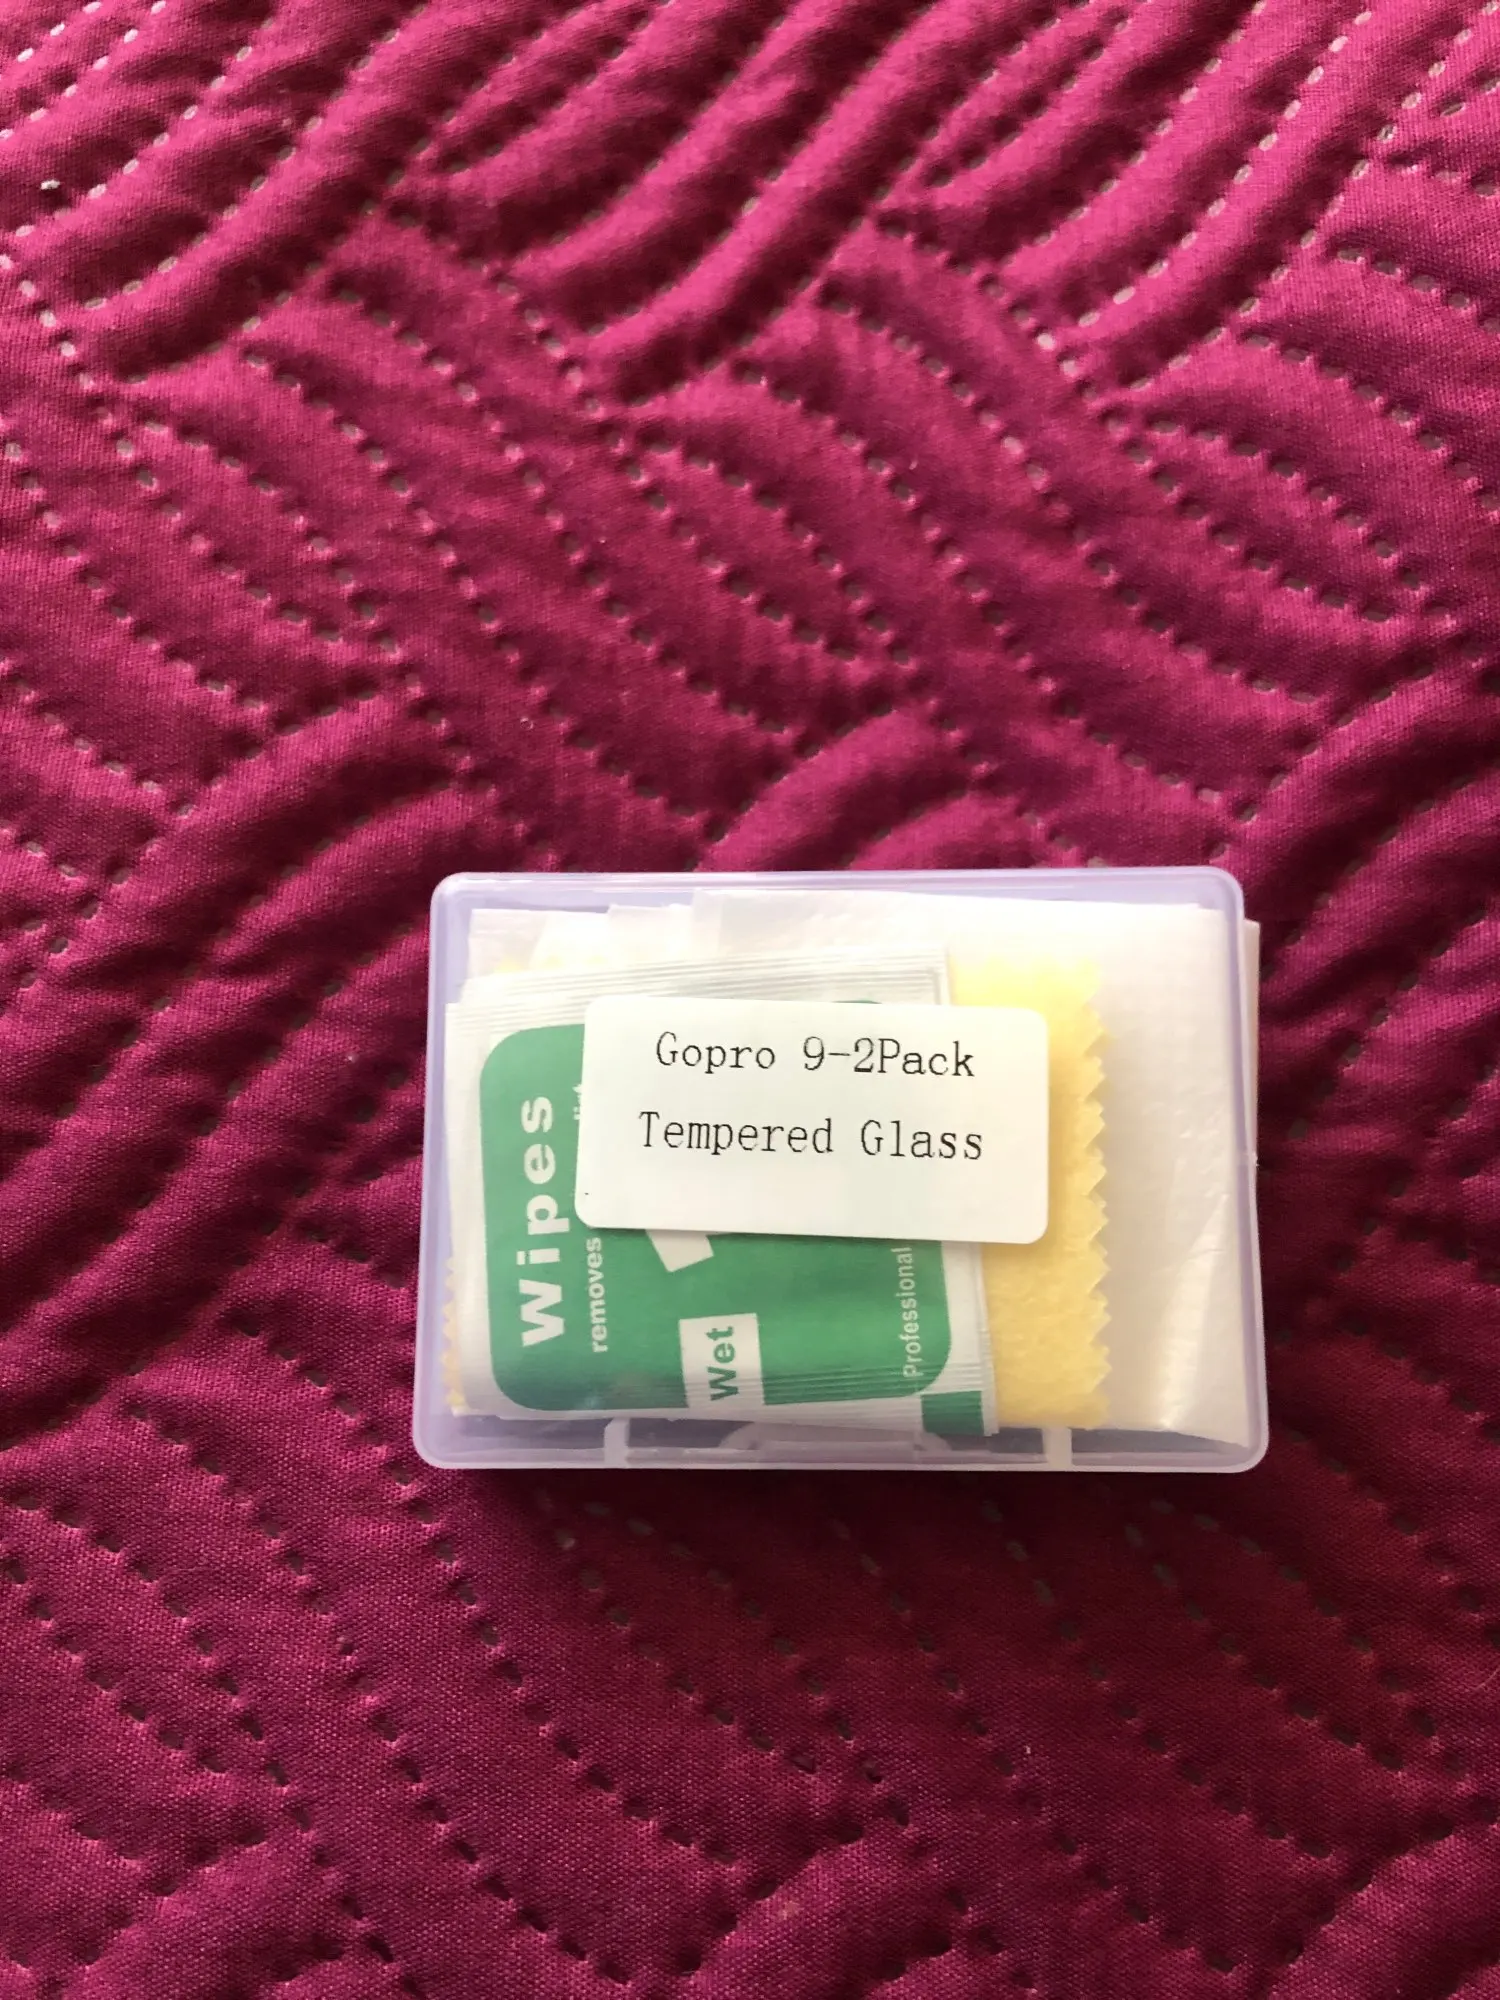 Gopro 9-2Pack
Tempered Glass
Wipes
removes
Wet
Professional